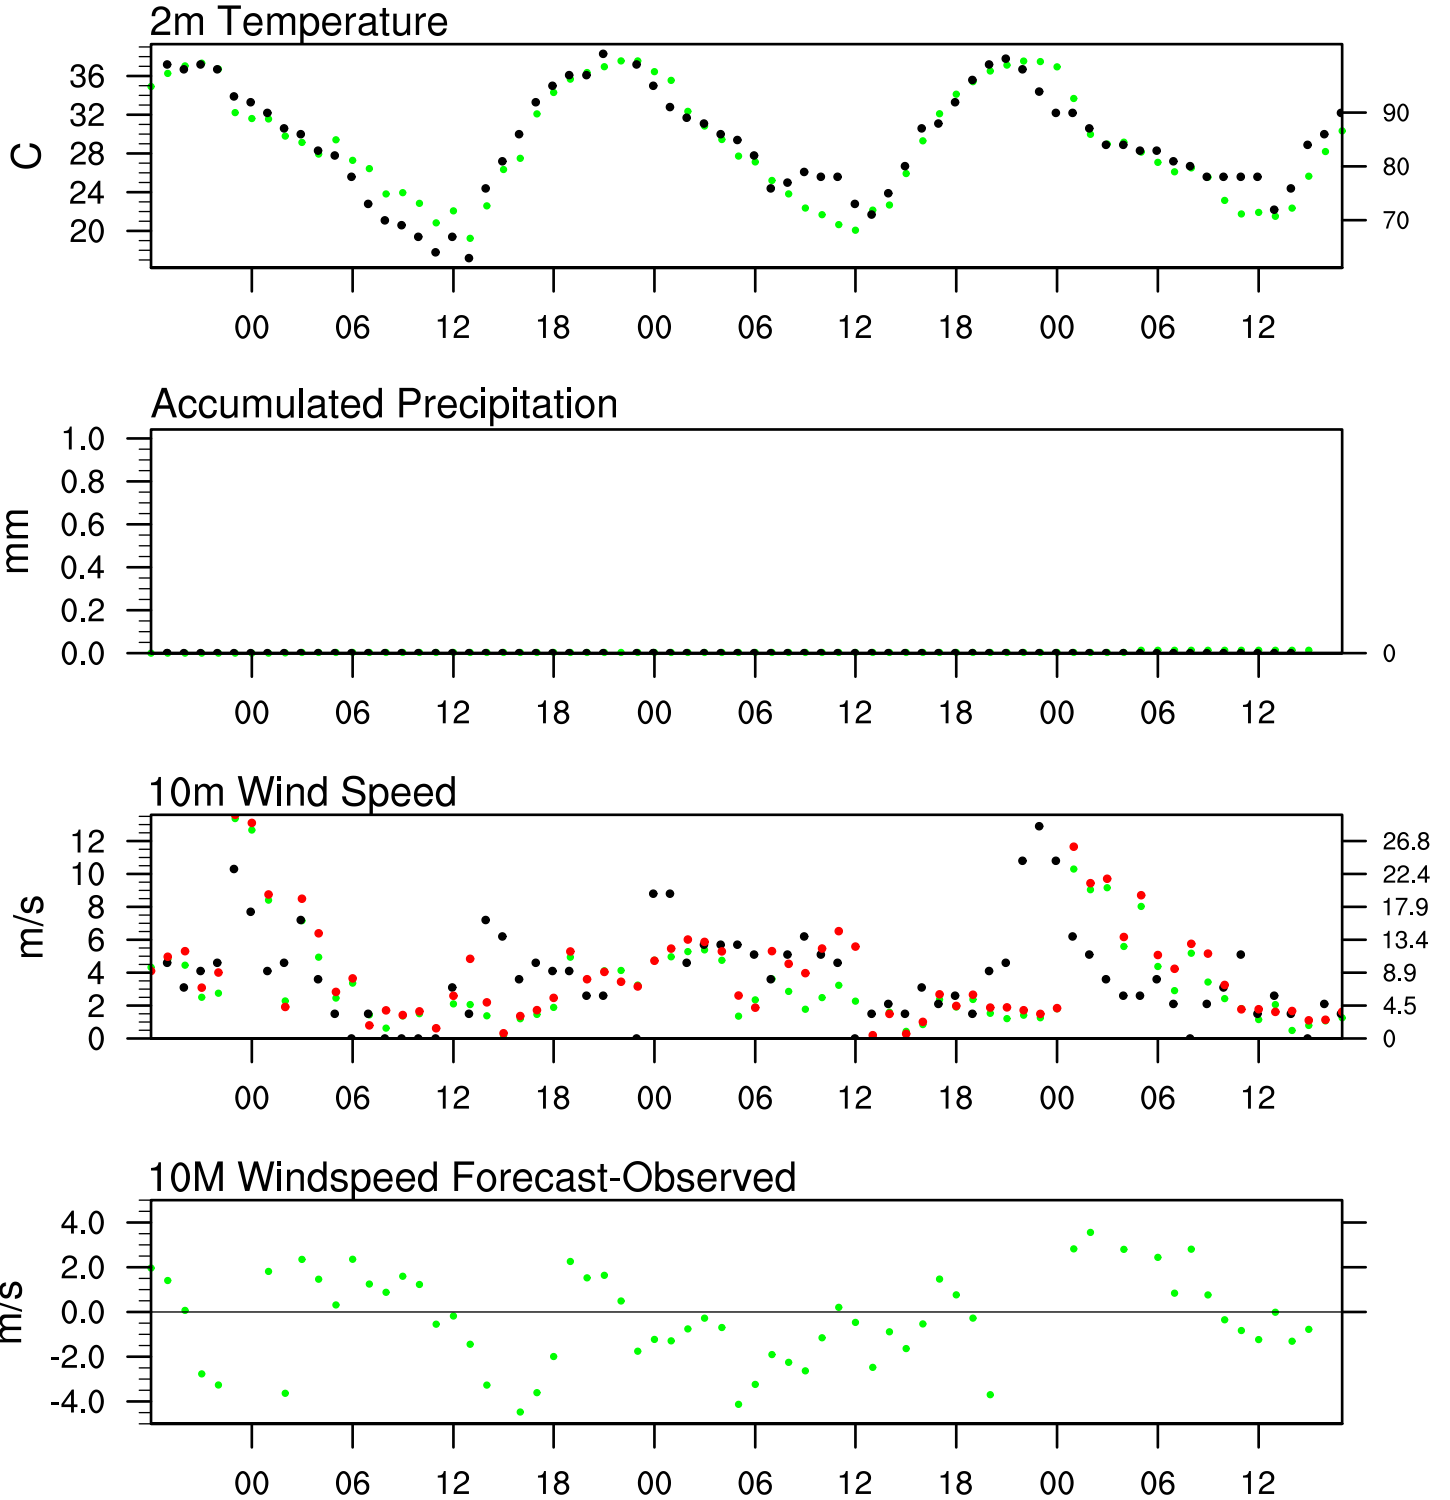 2m Temperature
C
36
32
28
24
20
90
80
70
00 06 12 18 00 06 12 18 00 06 12
Accumulated Precipitation
mm
1.0
0.8
0.6
0.4
0.2
0.0
0
00 06 12 18 00 06 12 18 00 06 12
10m Wind Speed
m/s
12
10
8
6
4
2
0
26.8
22.4
17.9
13.4
8.9
4.5
0
00 06 12 18 00 06 12 18 00 06 12
10M Windspeed Forecast-Observed
m/s
4.0
2.0
0.0
-2.0
-4.0
00 06 12 18 00 06 12 18 00 06 12